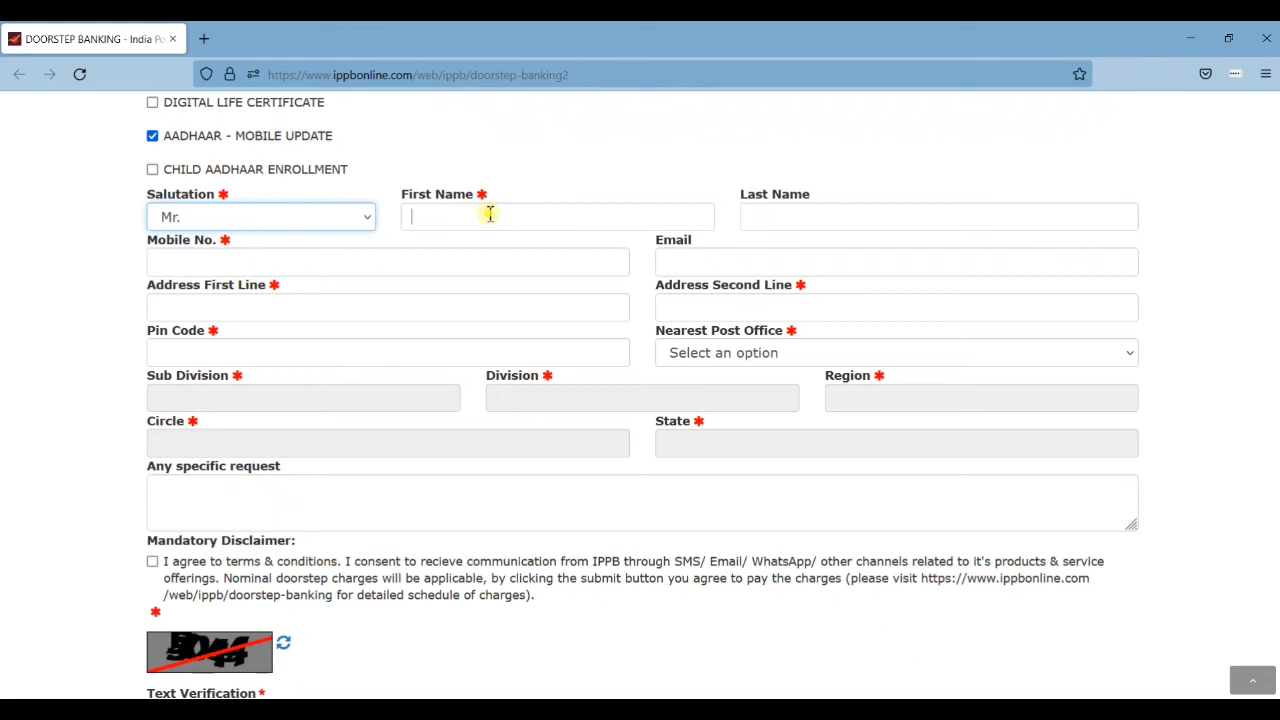 DOORSTEP BANKING - India Po
https://www.ippbonline.com/web/ippb/doorstep-banking2
DIGITAL LIFE CERTIFICATE
AADHAAR - MOBILE UPDATE
CHILD AADHAAR ENROLLMENT
Salutation * First Name * Last Name
Mr.
Mobile No. * Email
Address First Line * Address Second Line *
Pin Code * Nearest Post Office *
Select an option
Sub Division * Division * Region *
Circle * State *
Any specific request
Mandatory Disclaimer:
I agree to terms & conditions. I consent to recieve communication from IPPB through SMS/ Email/ WhatsApp/ other channels related to it's products & service
offerings. Nominal doorstep charges will be applicable, by clicking the submit button you agree to pay the charges (please visit https://www.ippbonline.com
/web/ippb/doorstep-banking for detailed schedule of charges).
*
Text Verification *